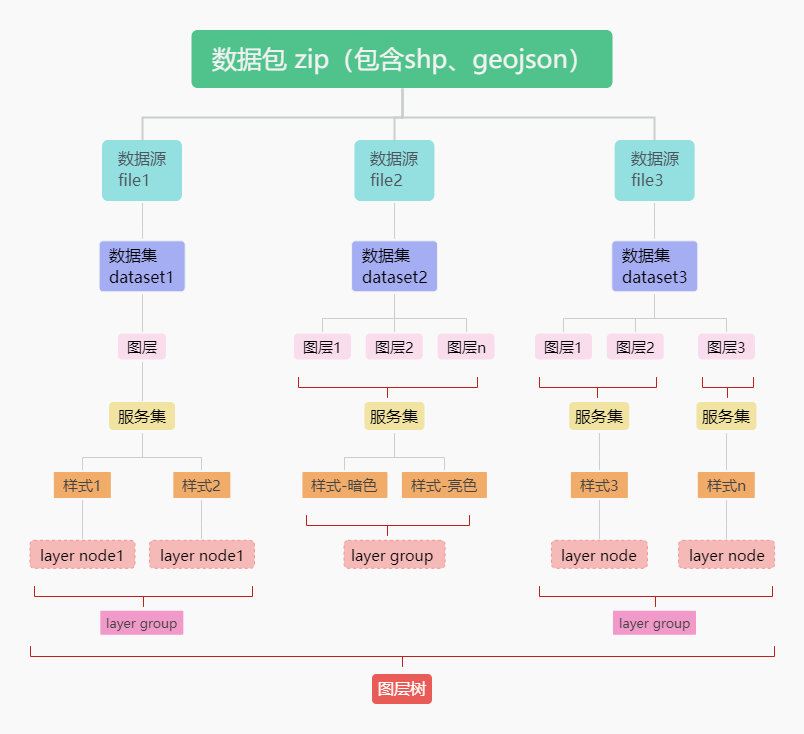 数据包 zip（包含shp、geojson）
数据源
file1
数据源
file2
数据源
file3
数据集
dataset1
数据集
dataset2
数据集
dataset3
图层
图层1
图层2
图层n
图层1
图层2
图层3
服务集
服务集
服务集
服务集
样式1
样式2
样式-暗色
样式-亮色
样式3
样式n
layer node1
layer node1
layer group
layer node
layer node
layer group
layer group
图层树